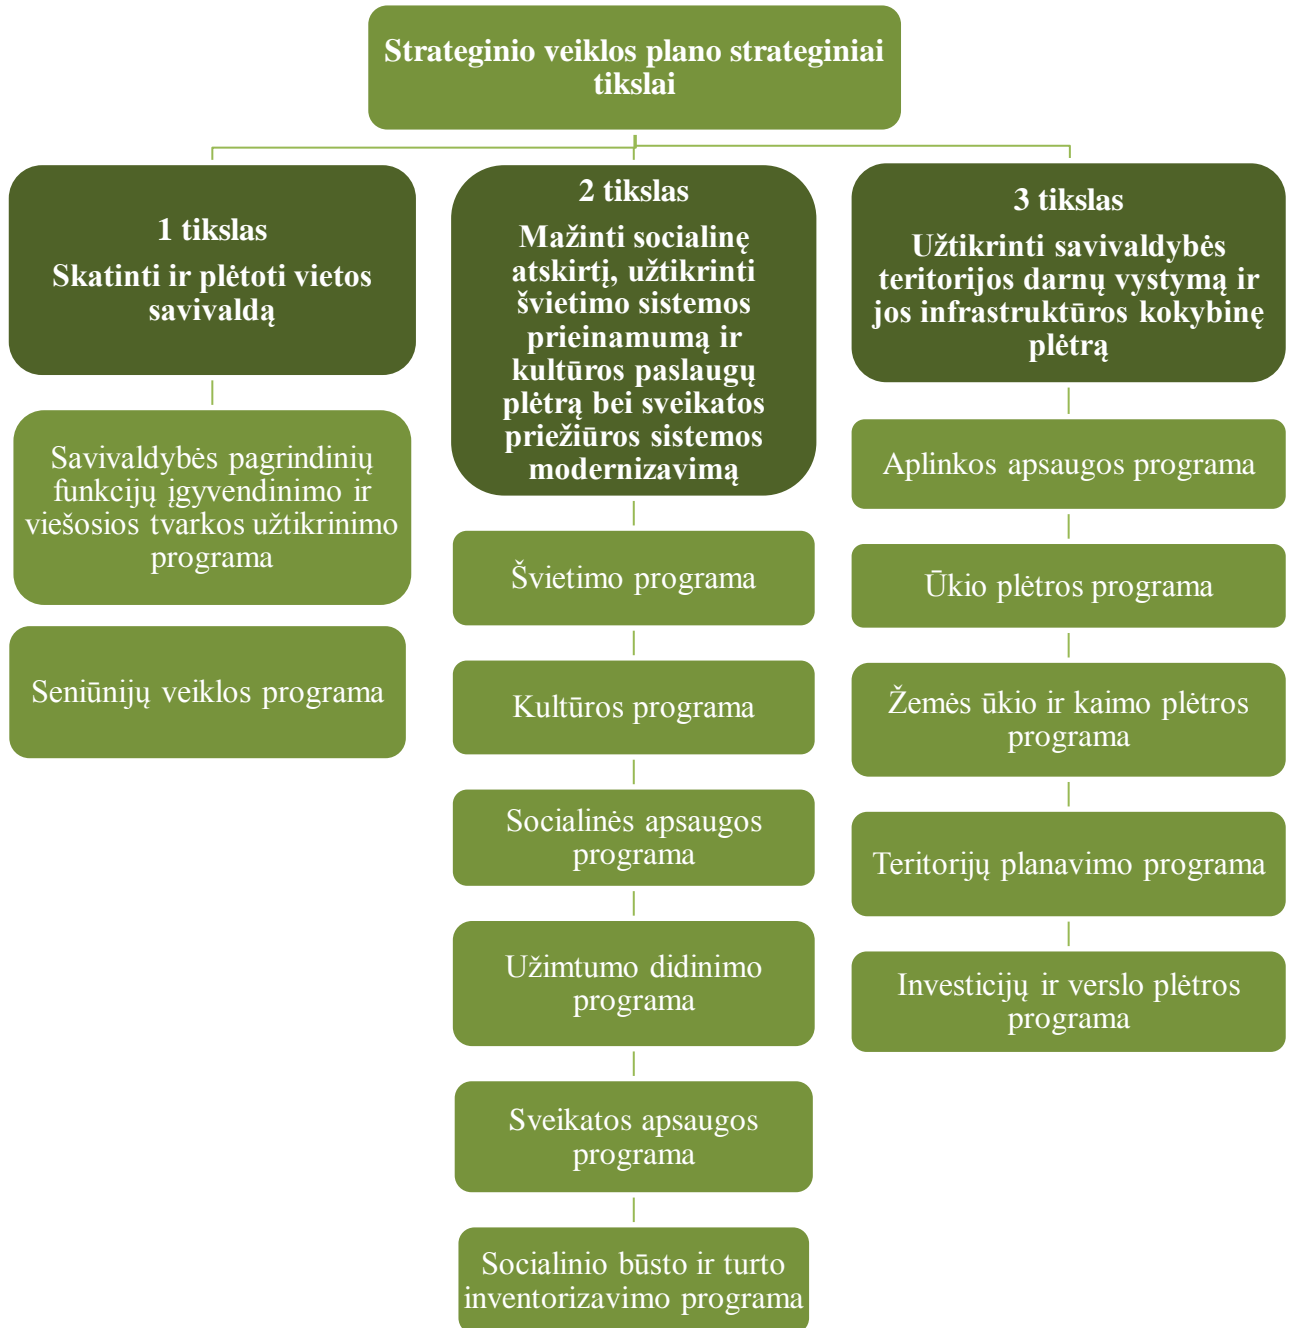 Strateginio veiklos plano strateginiai
tikslai
1 tikslas
Skatinti ir plėtoti vietos
savivaldą
Savivaldybės pagrindinių
funkcijų įgyvendinimo ir
viešosios tvarkos užtikrinimo
programa
Seniūnijų veiklos programa
2 tikslas
Mažinti socialinę
atskirtį, užtikrinti
švietimo sistemos
prieinamumą ir
kultūros paslaugų
plėtrą bei sveikatos
priežiūros sistemos
modernizavimą
Švietimo programa
Kultūros programa
Socialinės apsaugos
programa
Užimtumo didinimo
programa
Sveikatos apsaugos
programa
Socialinio būsto ir turto
inventorizavimo programa
3 tikslas
Užtikrinti savivaldybės
teritorijos darnų vystymą ir
jos infrastruktūros kokybinę
plėtrą
Aplinkos apsaugos programa
Ūkio plėtros programa
Žemės ūkio ir kaimo plėtros
programa
Teritorijų planavimo programa
Investicijų ir verslo plėtros
programa